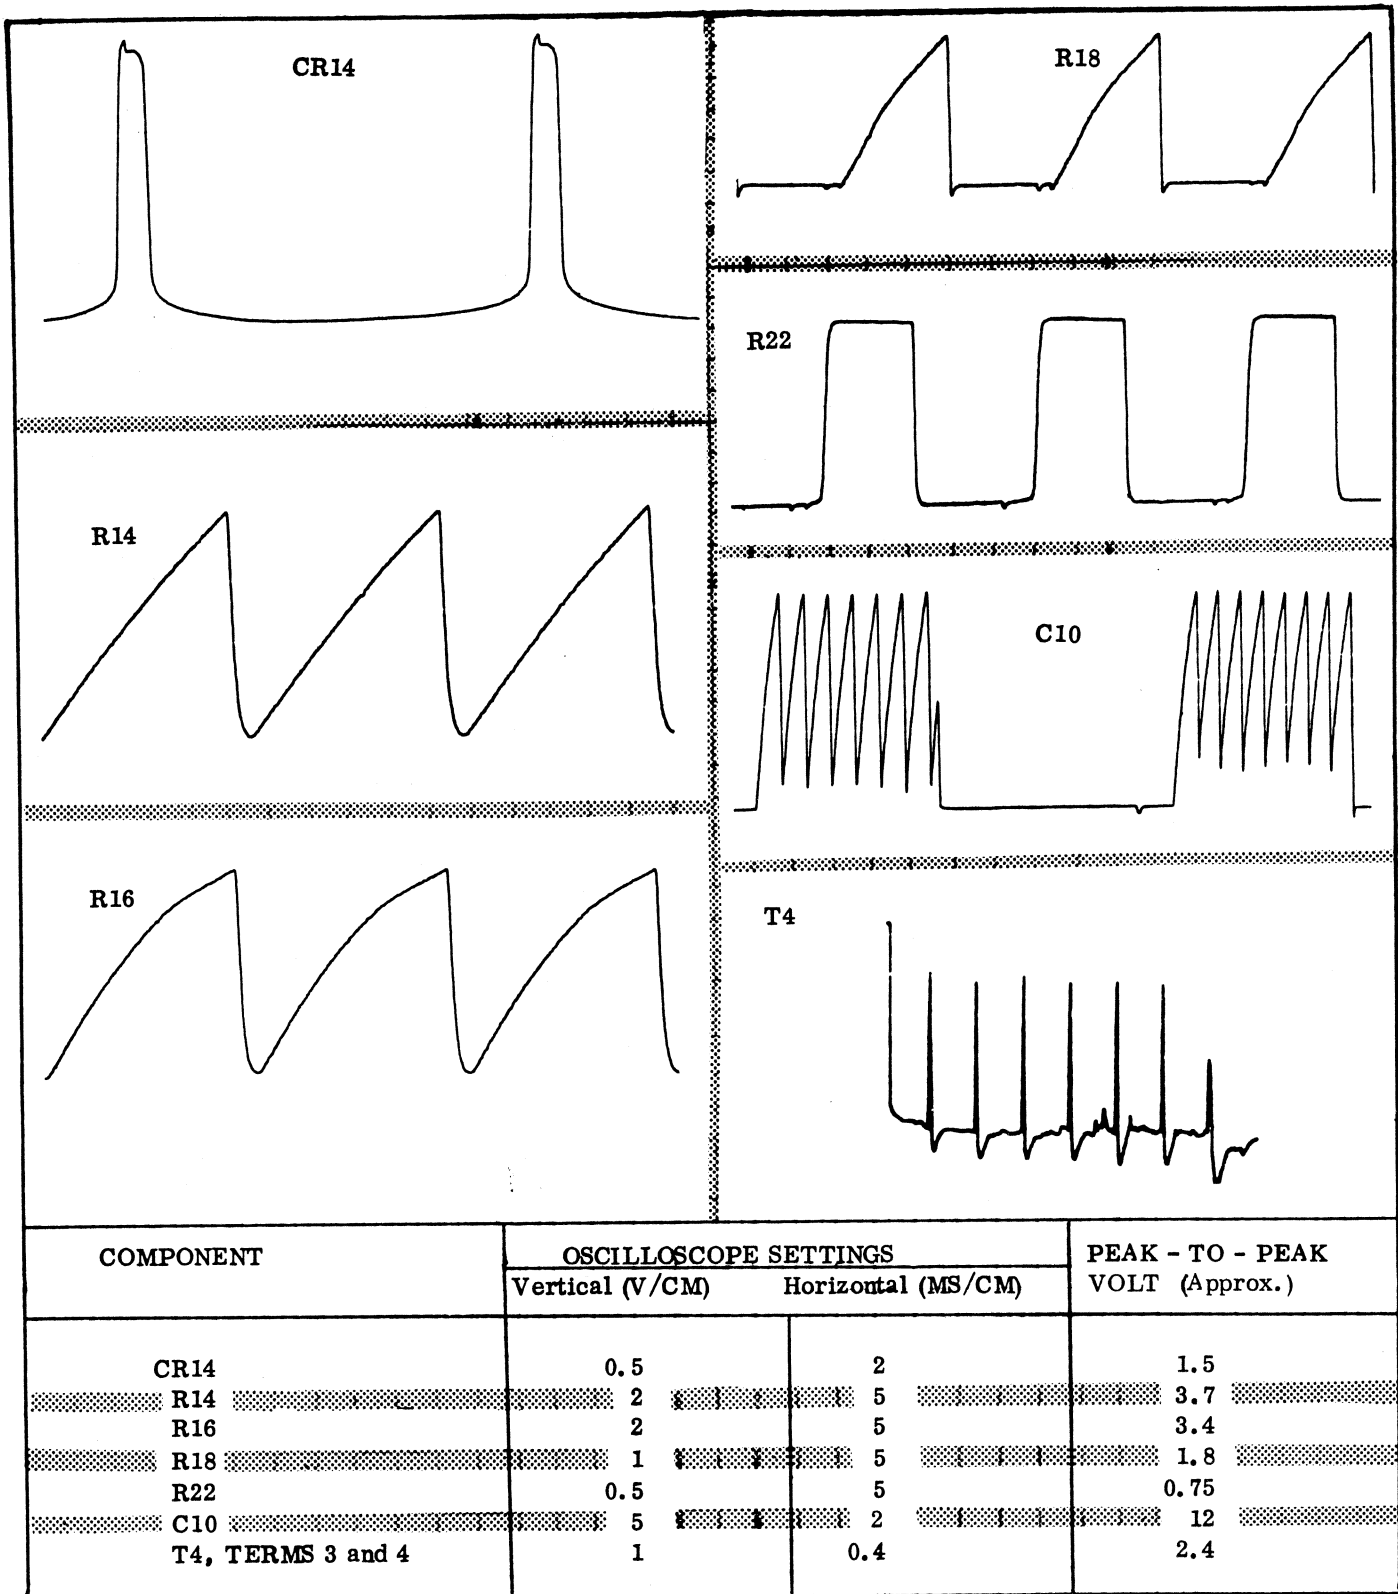 CR14
R18
R22
R14
C10
R16
T4
COMPONENT
OSCILLOSCOPE SETTINGS
PEAK - TO - PEAK
Vertical (V/CM) Horizontal (MS/CM)
VOLT (Approx.)
CR14 0.5 2 1.5
R14 2 5 3.7
R16 2 5 3.4
R18 1 5 1.8
R22 0.5 5 0.75
C10 5 2 12
T4, TERMS 3 and 4 1 0.4 2.4